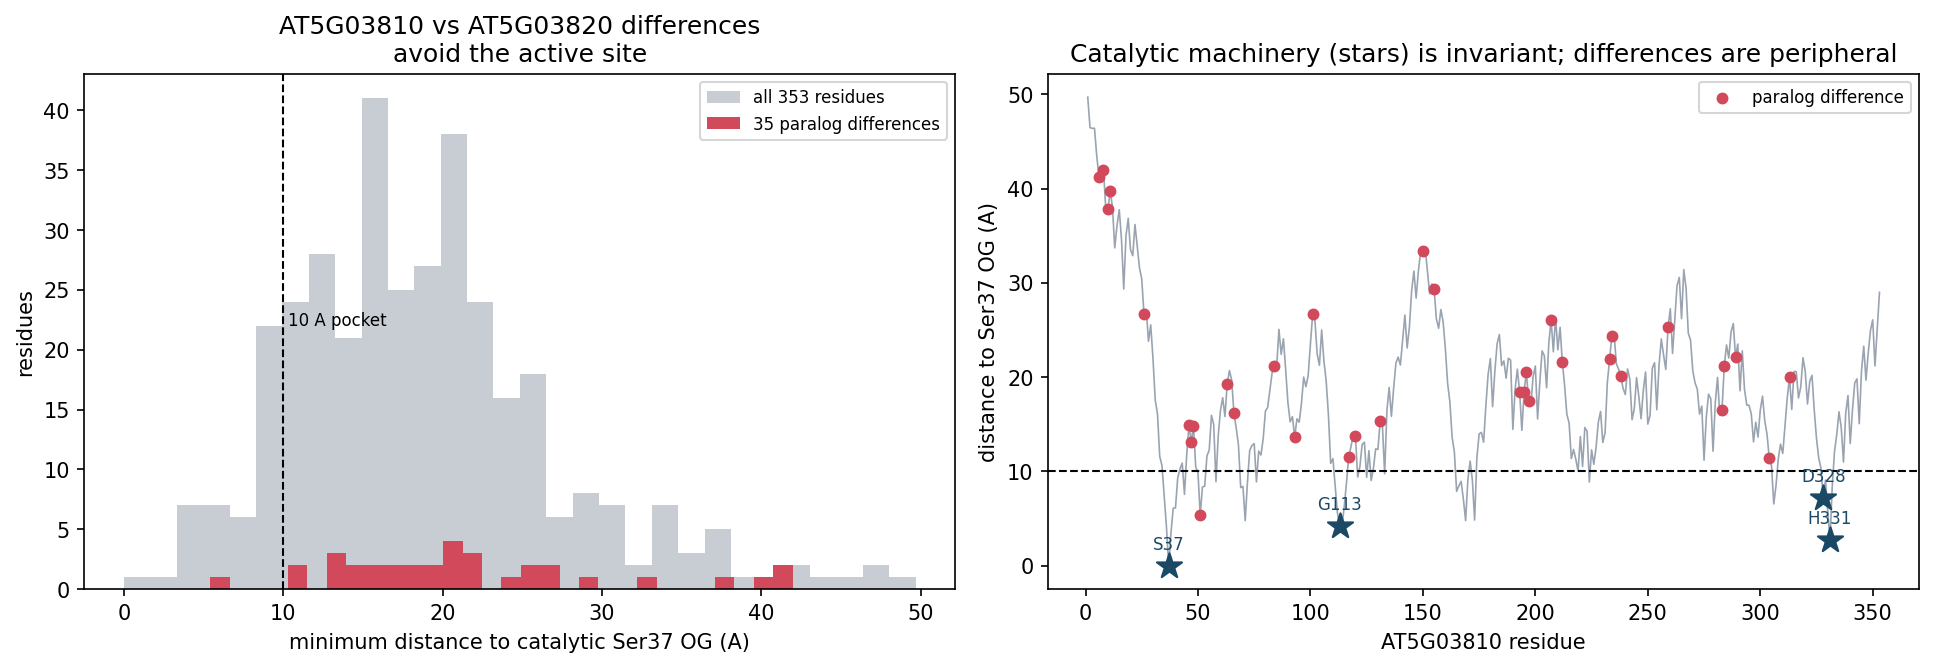 AT5G03810 vs AT5G03820 differences
avoid the active site
all 353 residues
35 paralog differences
10 A pocket
40
35
30
25
20
15
10
5
0
residues
0
10
20
30
40
50
minimum distance to catalytic Ser37 OG (A)
Catalytic machinery (stars) is invariant; differences are peripheral
paralog difference
50
40
30
20
10
0
distance to Ser37 OG (A)
D328
G113
H331
S37
0
50
100
150
200
250
300
350
AT5G03810 residue